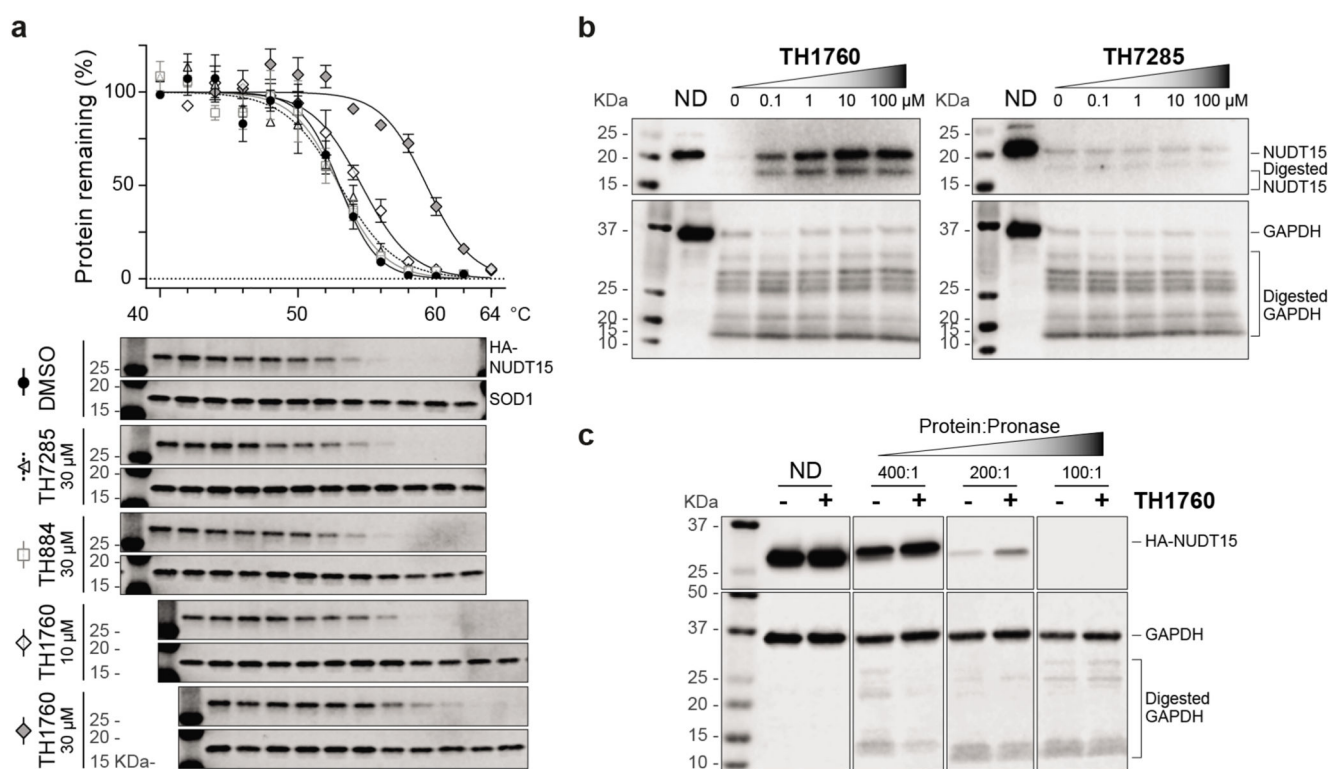 a
Protein remaining (%)
100
50
0
40
50
60
64
°C
DMSO
25 -
20 -
15 -
HA-
NUDT15
SOD1
TH7285
30 µM
25 -
20 -
15 -
TH884
30 µM
25 -
20 -
15 -
TH1760
10 µM
25 -
20 -
15 -
TH1760
30 µM
25 -
20 -
15 KDa-
b
TH1760
KDa
ND
0 0.1 1 10 100 µM
25 -
20 -
15 -
37 -
25 -
20 -
15 -
10 -
TH7285
ND
0 0.1 1 10 100 µM
25 -
20 -
15 -
NUDT15
Digested
NUDT15
37 -
25 -
20 -
15 -
10 -
GAPDH
Digested
GAPDH
c
Protein:Pronase
ND
400:1
200:1
100:1
KDa
- + - + - + - +
TH1760
37 -
25 -
HA-NUDT15
50 -
37 -
25 -
20 -
15 -
10 -
GAPDH
Digested
GAPDH